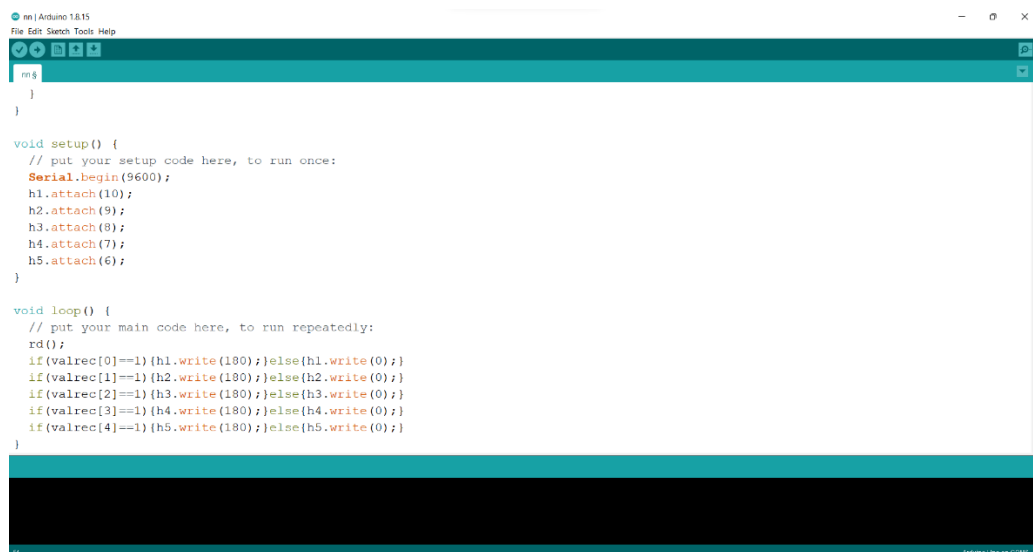 nn | Arduino 1.8.15
File Edit Sketch Tools Help
nn §
}
}
void setup() {
// put your setup code here, to run once:
Serial.begin(9600);
h1.attach(10);
h2.attach(9);
h3.attach(8);
h4.attach(7);
h5.attach(6);
}
void loop() {
// put your main code here, to run repeatedly:
rd();
if(valrec[0]==1){h1.write(180);}else{h1.write(0);}
if(valrec[1]==1){h2.write(180);}else{h2.write(0);}
if(valrec[2]==1){h3.write(180);}else{h3.write(0);}
if(valrec[3]==1){h4.write(180);}else{h4.write(0);}
if(valrec[4]==1){h5.write(180);}else{h5.write(0);}
}